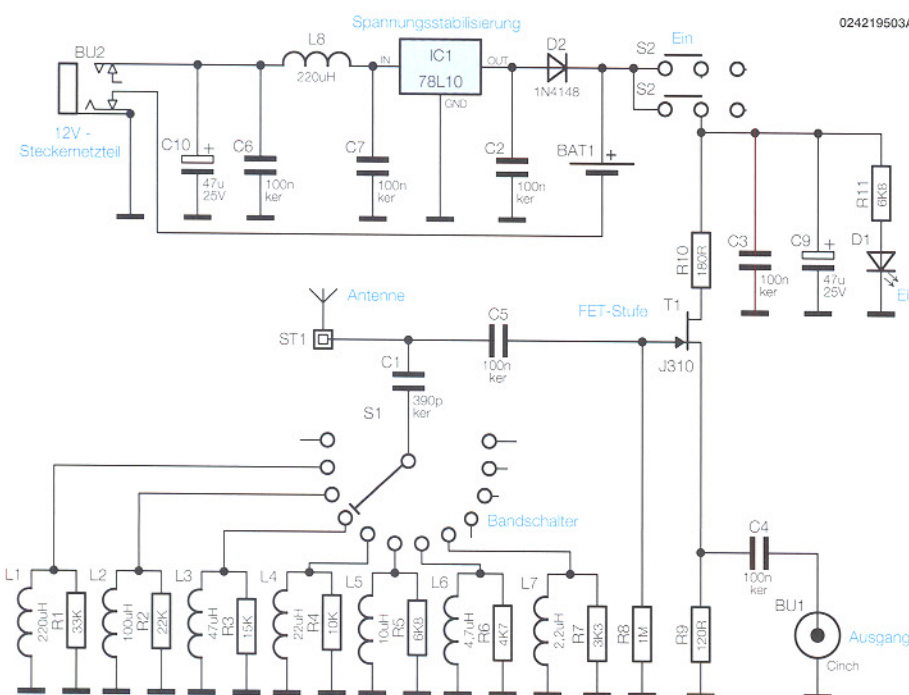 024219503A
Spannungsstabilisierung
BU2
L8
220uH
IN
IC1
78L10
OUT
GND
D2
1N4148
Ein
S2
S2
12V -
Steckernetzteil
C10
+
47u
25V
C6
100n
ker
C7
100n
ker
C2
100n
ker
BAT1
+
R10
180R
C3
100n
ker
C9
+
47u
25V
R11
6K8
D1
Ei
Antenne
ST1
C1
390p
ker
C5
100n
ker
FET-Stufe
T1
J310
S1
Bandschalter
L1
220uH
R1
33K
L2
100uH
R2
22K
L3
47uH
R3
15K
L4
22uH
R4
10K
L5
10uH
R5
6K8
L6
4,7uH
R6
4K7
L7
2,2uH
R7
3K3
R8
1M
R9
120R
C4
100n
ker
BU1
Ausgang
Cinch